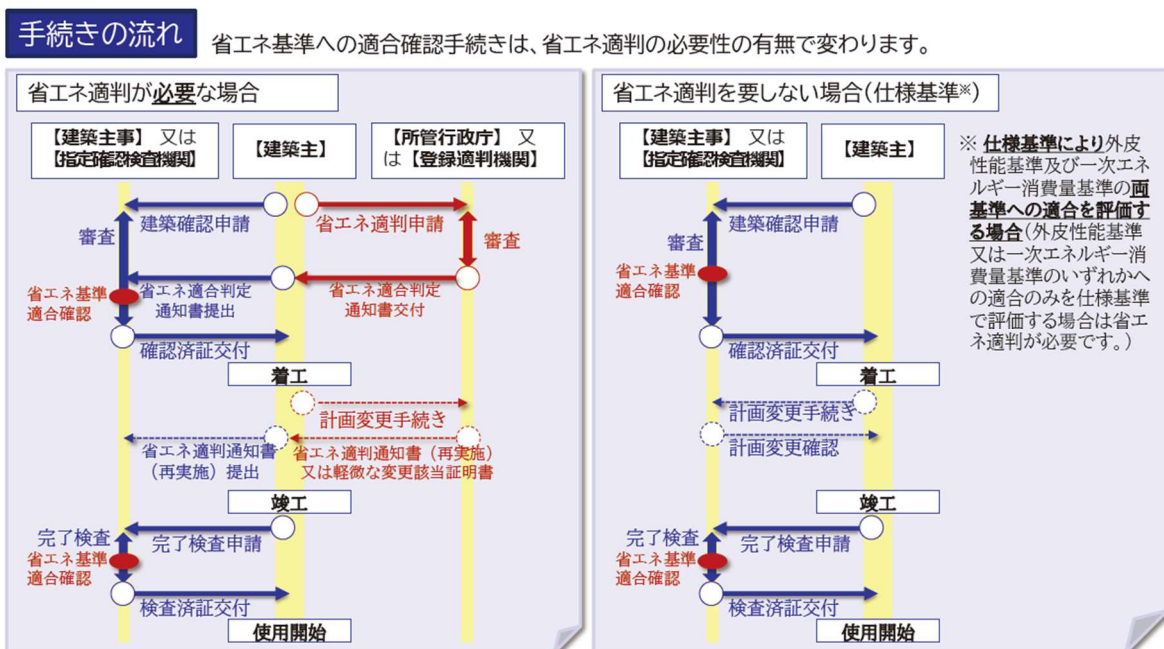 手続きの流れ
省エネ基準への適合確認手続きは、省エネ適判の必要性の有無で変わります。
省エネ適判が必要な場合
【建築主事】 又は
【指定確認検査機関】
【建築主】
【所管行政庁】 又
は 【登録適判機関】
建築確認申請
省エネ適判申請
審査
審査
省エネ適合判定
通知書提出
省エネ適合判定
通知書交付
省エネ基準
適合確認
確認済証交付
着工
計画変更手続き
省エネ適判通知書
（再実施）提出
省エネ適判通知書（再実施）
又は軽微な変更該当証明書
竣工
完了検査
完了検査申請
省エネ基準
適合確認
検査済証交付
使用開始
省エネ適判を要しない場合（仕様基準※）
【建築主事】 又は
【指定確認検査機関】
【建築主】
建築確認申請
審査
省エネ基準
適合確認
確認済証交付
着工
計画変更手続き
計画変更確認
竣工
完了検査
完了検査申請
省エネ基準
適合確認
検査済証交付
使用開始
※ 仕様基準により外皮
性能基準及び一次エネ
ルギー消費量基準の両
基準への適合を評価す
る場合（外皮性能基準
又は一次エネルギー消
費量基準のいずれかへ
の適合のみを仕様基準
で評価する場合は省エ
ネ適判が必要です。）